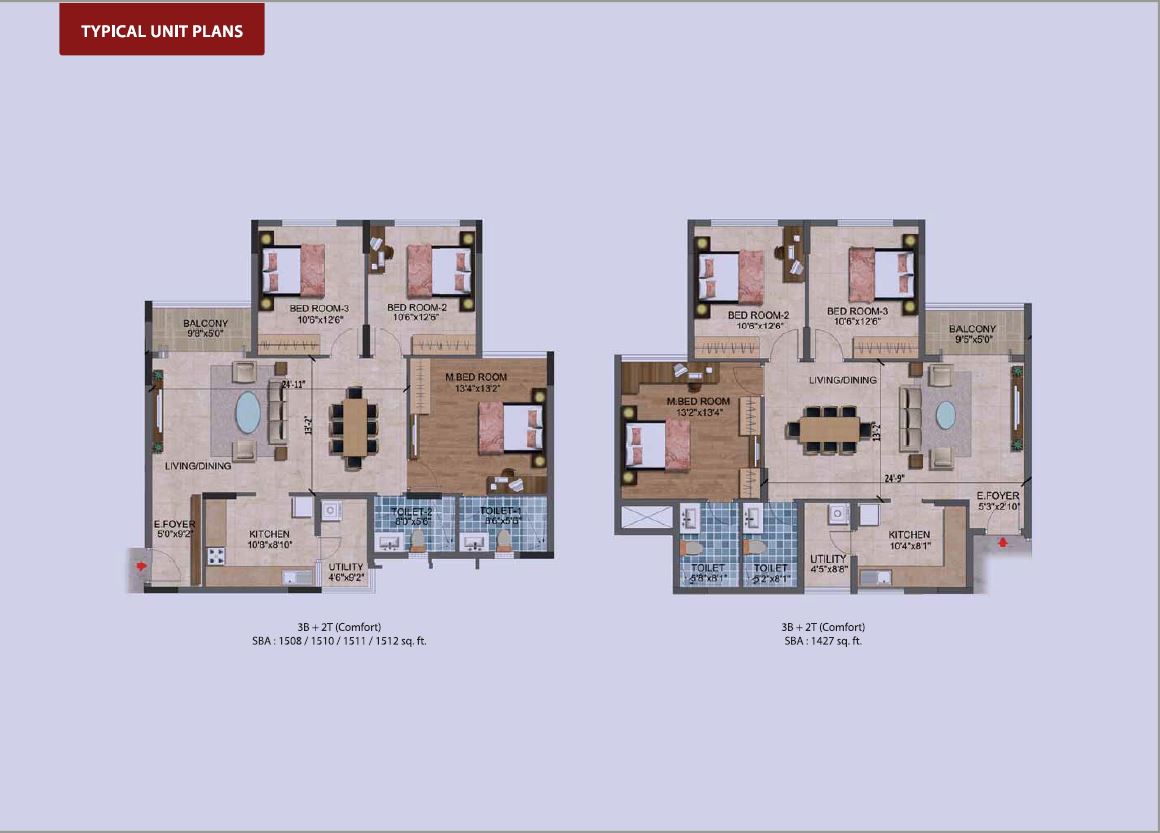 TYPICAL UNIT PLANS
BED ROOM-3
10'6"x12'6"
BED ROOM-2
10'6"x12'6"
BALCONY
9'8"x5'0"
M.BED ROOM
13'4"x13'2"
24'-11"
13'-2"
LIVING/DINING
E.FOYER
5'0"x9'2"
KITCHEN
10'8"x8'10"
UTILITY
4'6"x9'2"
TOILET-2
8'0"x5'6"
TOILET-1
8'6"x5'6"
3B + 2T (Comfort)
SBA : 1508 / 1510 / 1511 / 1512 sq. ft.
BED ROOM-2
10'6"x12'6"
BED ROOM-3
10'6"x12'6"
BALCONY
9'5"x5'0"
LIVING/DINING
M.BED ROOM
13'2"x13'4"
13'-2"
24'-9"
E.FOYER
5'3"x2'10"
KITCHEN
10'4"x8'1"
UTILITY
4'5"x8'8"
TOILET
5'8"x8'1"
TOILET
5'2"x8'1"
3B + 2T (Comfort)
SBA : 1427 sq. ft.